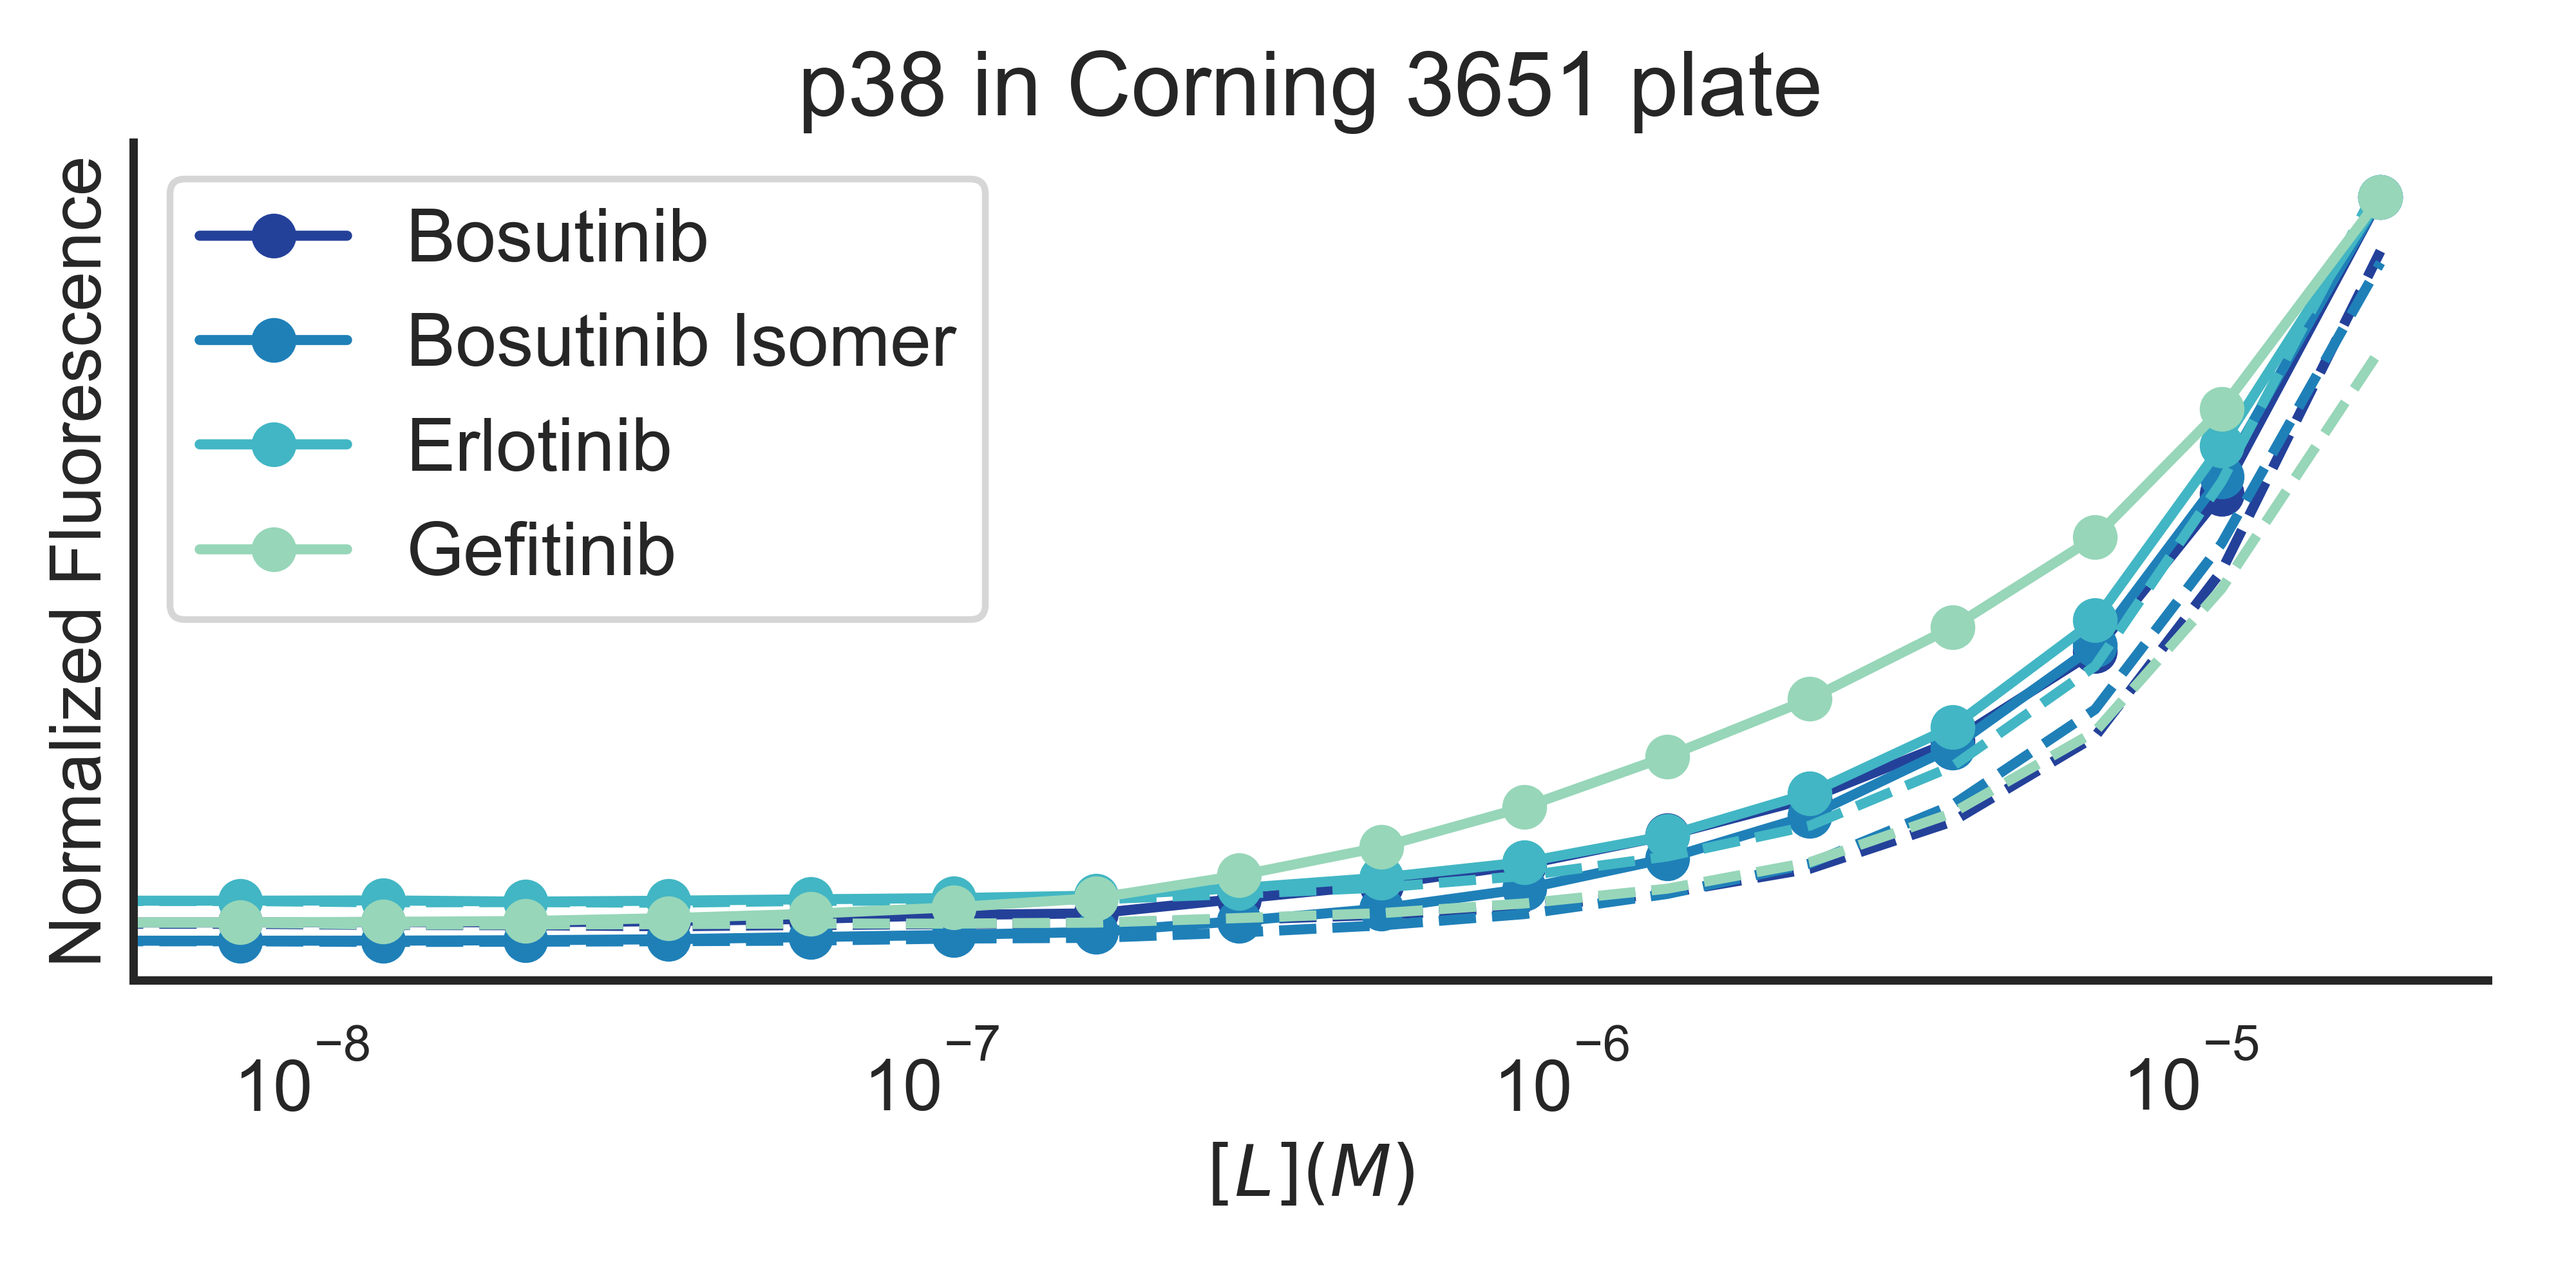 p38 in Corning 3651 plate
Normalized Fluorescence
Bosutinib
Bosutinib Isomer
Erlotinib
Gefitinib
10⁻⁸ 10⁻⁷ 10⁻⁶ 10⁻⁵
[L](M)